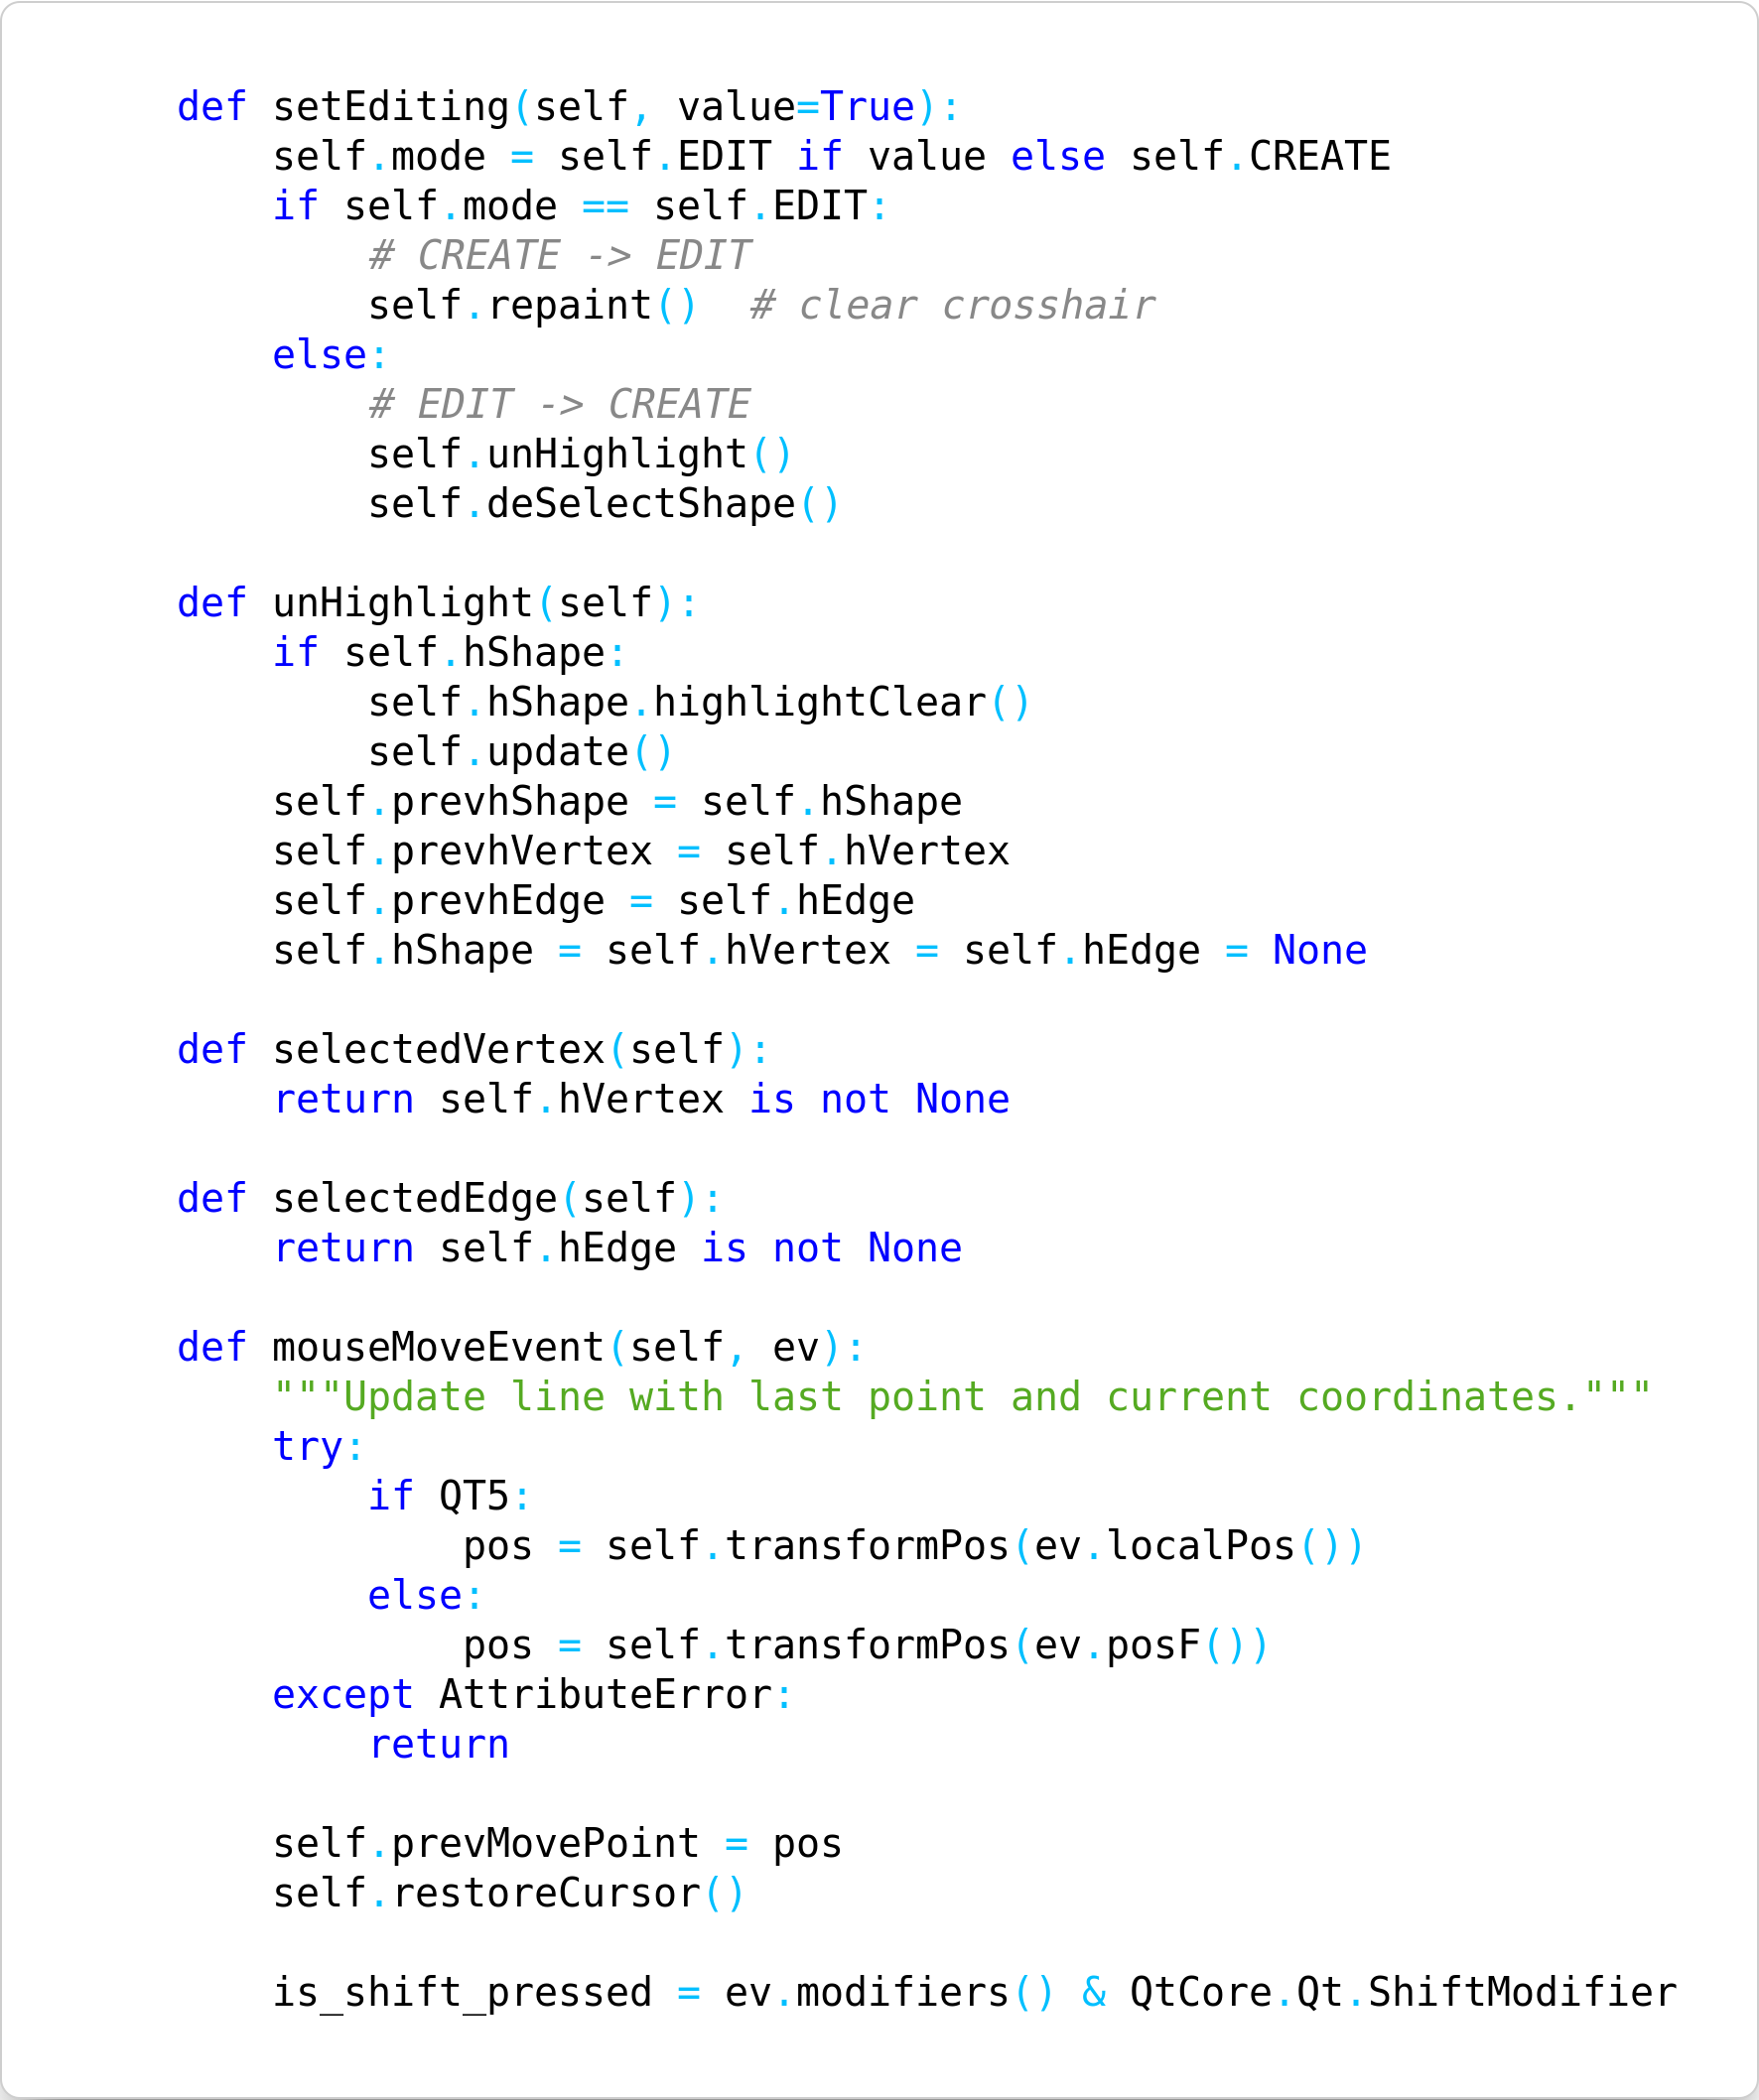 def setEditing(self, value=True):
    self.mode = self.EDIT if value else self.CREATE
    if self.mode == self.EDIT:
        # CREATE -> EDIT
        self.repaint()  # clear crosshair
    else:
        # EDIT -> CREATE
        self.unHighlight()
        self.deSelectShape()

def unHighlight(self):
    if self.hShape:
        self.hShape.highlightClear()
        self.update()
    self.prevhShape = self.hShape
    self.prevhVertex = self.hVertex
    self.prevhEdge = self.hEdge
    self.hShape = self.hVertex = self.hEdge = None

def selectedVertex(self):
    return self.hVertex is not None

def selectedEdge(self):
    return self.hEdge is not None

def mouseMoveEvent(self, ev):
    """Update line with last point and current coordinates."""
    try:
        if QT5:
            pos = self.transformPos(ev.localPos())
        else:
            pos = self.transformPos(ev.posF())
    except AttributeError:
        return

    self.prevMovePoint = pos
    self.restoreCursor()

    is_shift_pressed = ev.modifiers() & QtCore.Qt.ShiftModifier